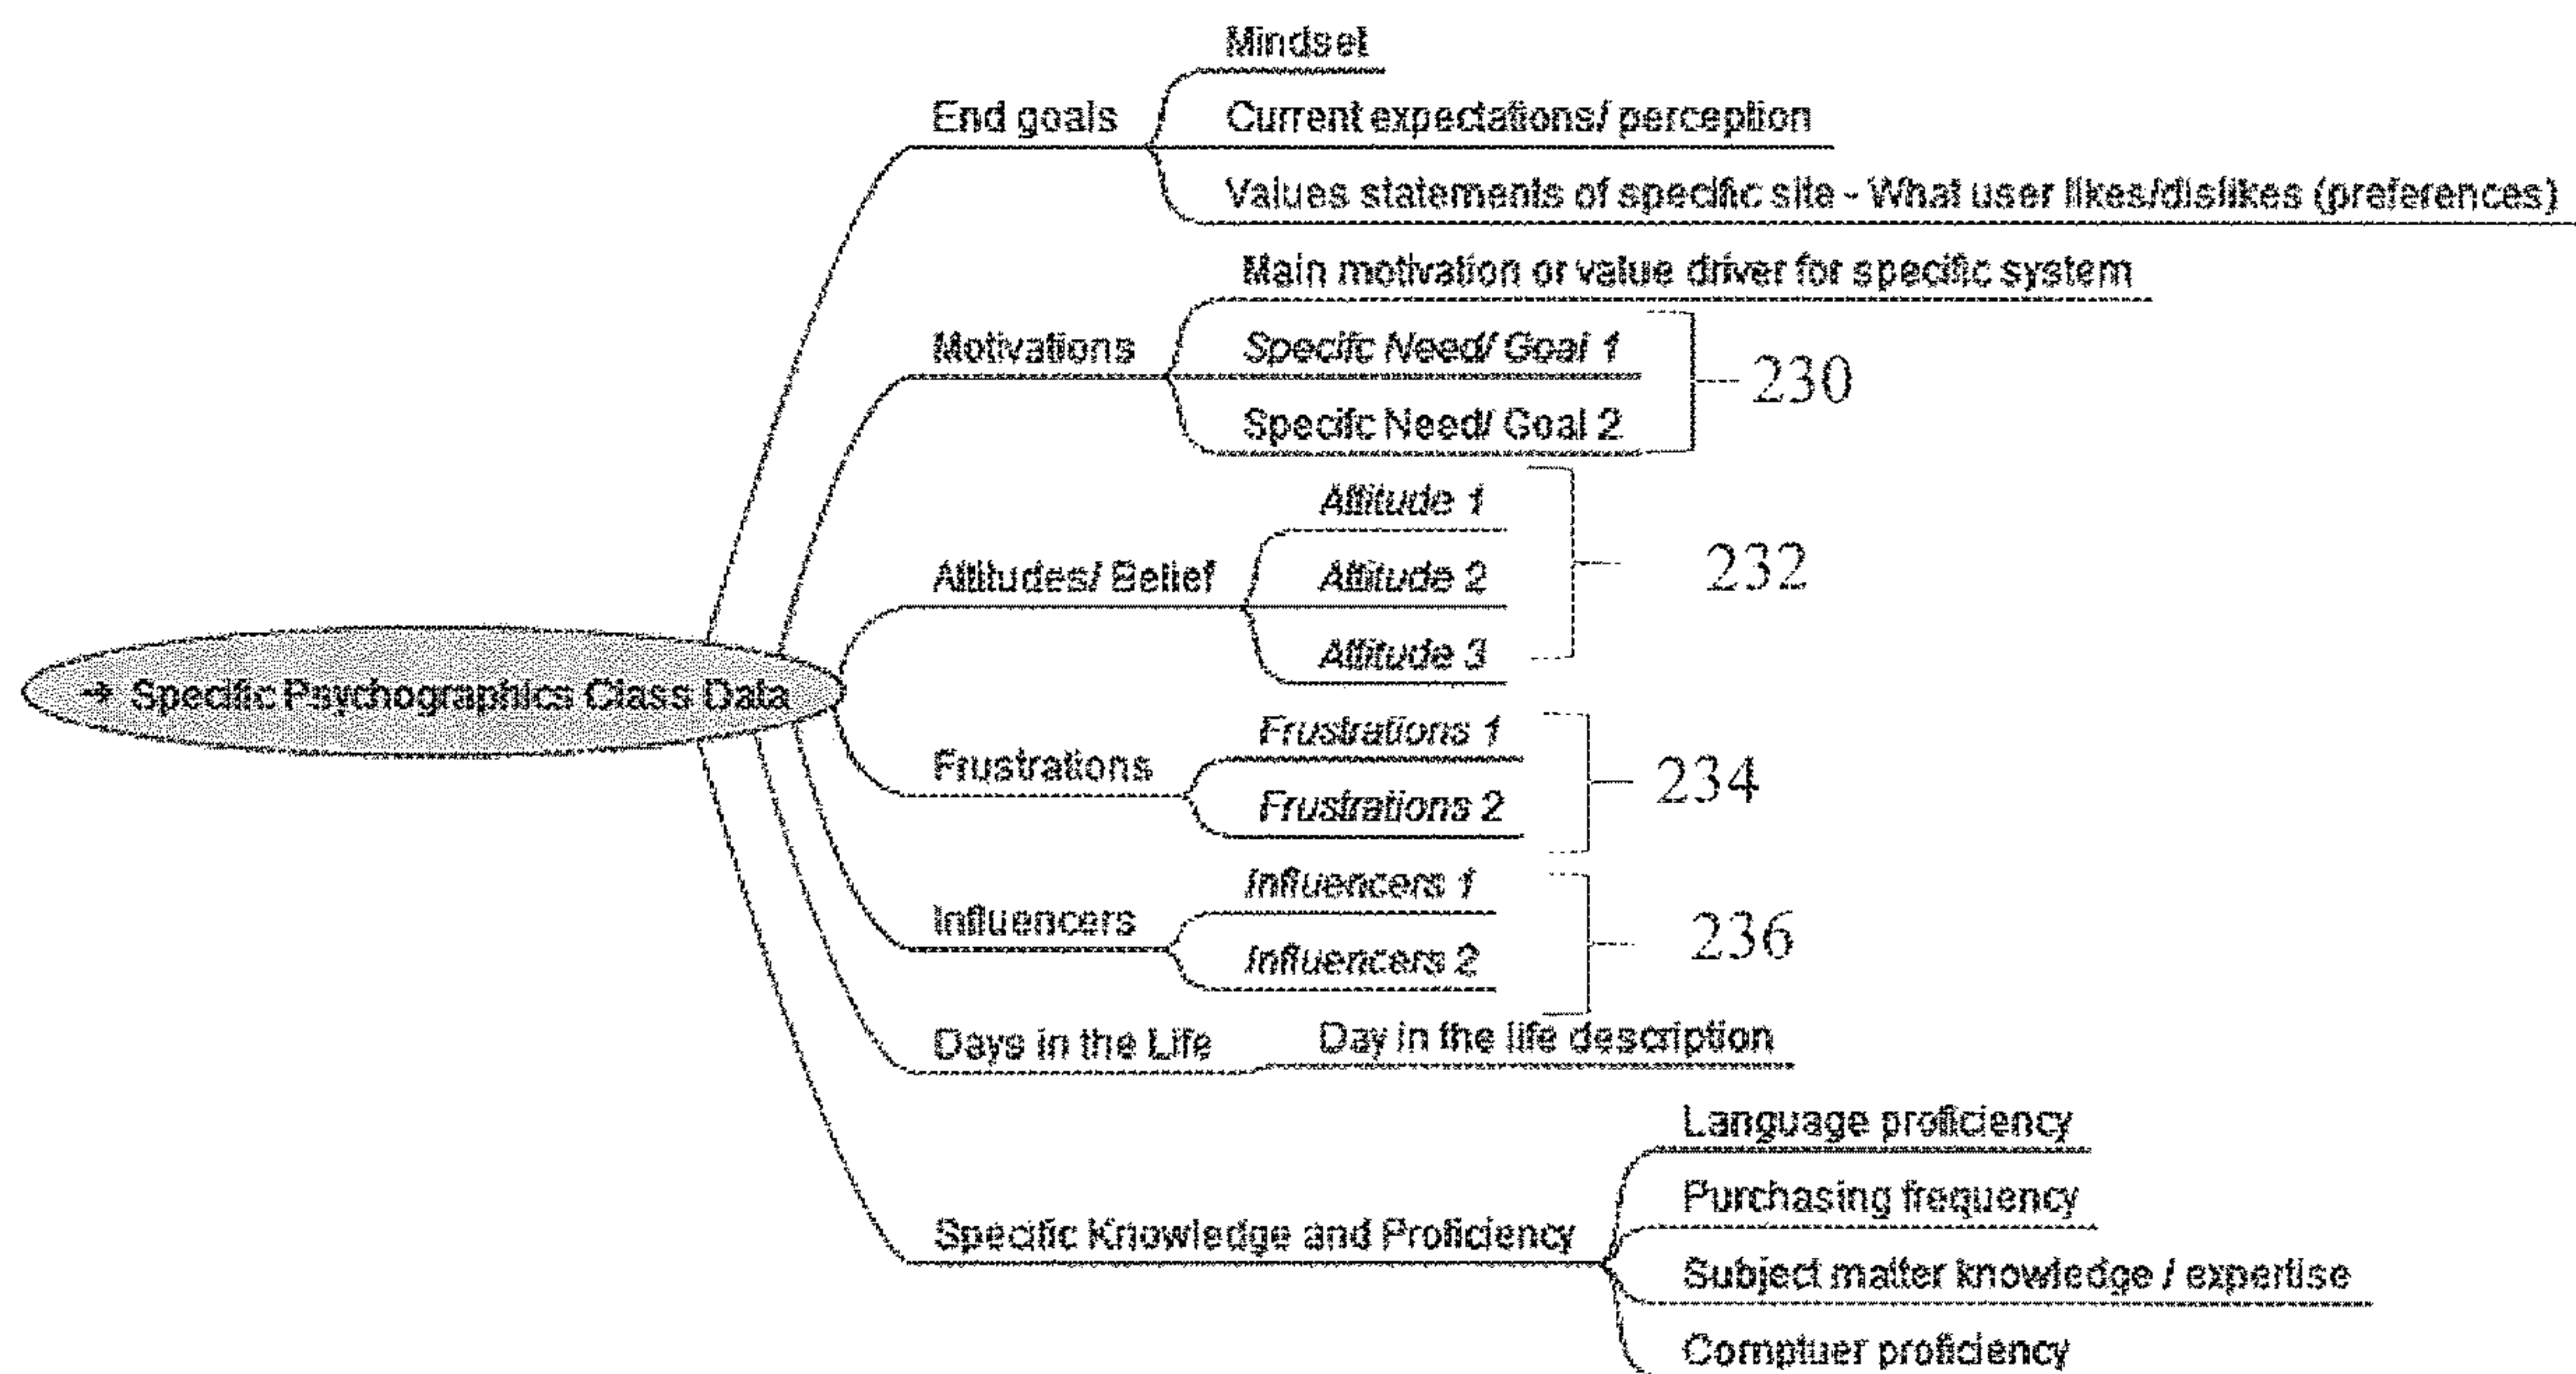 Mindset
End goals
Current expectations/ perception
Values statements of specific site - What user likes/dislikes (preferences)
Main motivation or value driver for specific system
Motivations
Specifc Need/ Goal 1
230
Specifc Need/ Goal 2
Attitude 1
Attitudes/ Belief
Attitude 2
232
Attitude 3
→ Specific Psychographics Class Data
Frustrations 1
Frustrations
234
Frustrations 2
Influencers 1
Influencers
236
Influencers 2
Days in the Life
Day in the life description
Language proficiency
Purchasing frequency
Specific Knowledge and Proficiency
Subject matter knowledge / expertise
Comptuer proficiency